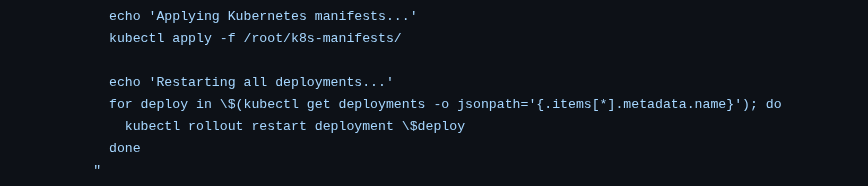 echo 'Applying Kubernetes manifests...'
kubectl apply -f /root/k8s-manifests/
echo 'Restarting all deployments...'
for deploy in \$(kubectl get deployments -o jsonpath='{.items[*].metadata.name}'); do
kubectl rollout restart deployment \$deploy
done
"